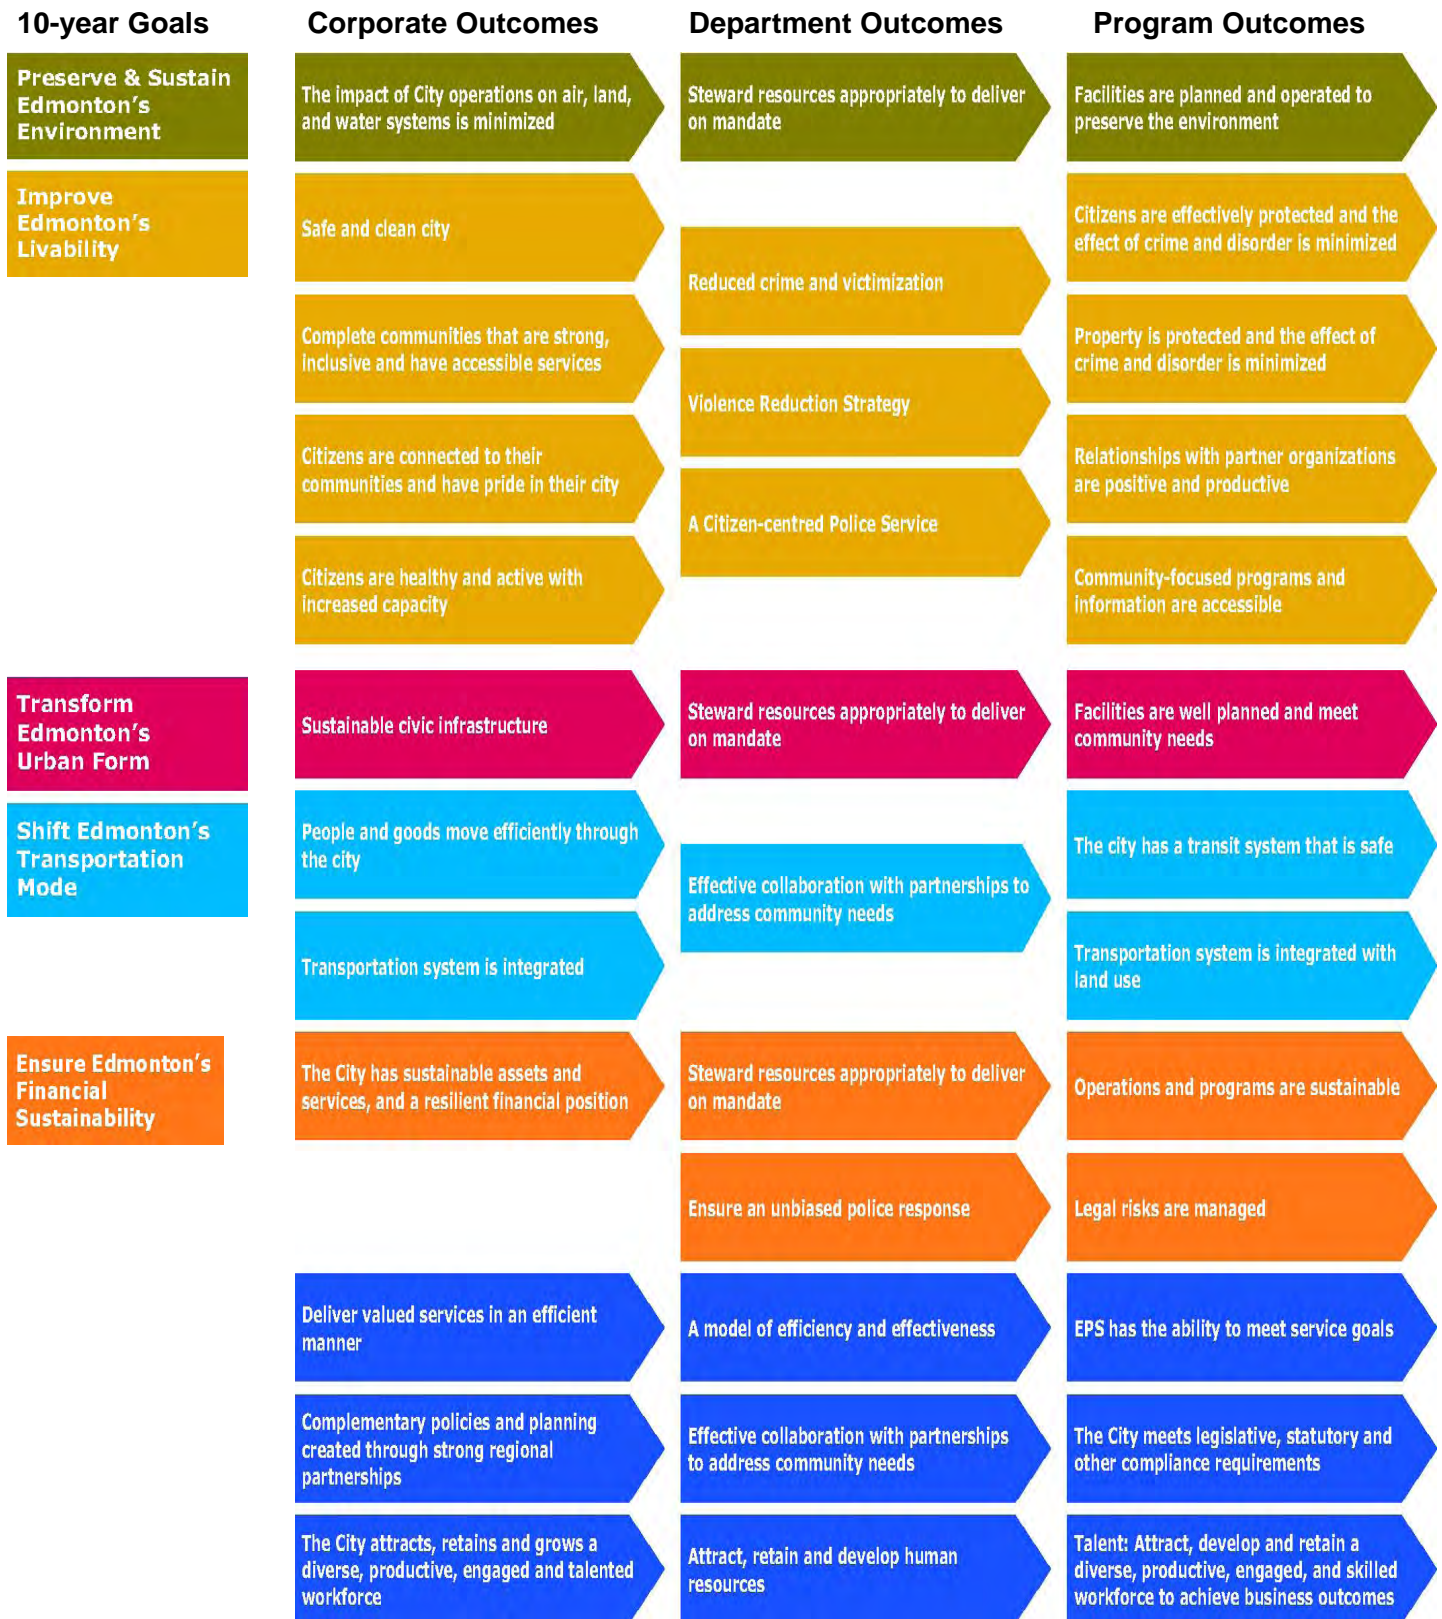 10-year Goals
Corporate Outcomes
Department Outcomes
Program Outcomes
Preserve & Sustain
Edmonton's
Environment
The impact of City operations on air, land,
and water systems is minimized
Steward resources appropriately to deliver
on mandate
Facilities are planned and operated to
preserve the environment
Improve
Edmonton's
Livability
Safe and clean city
Complete communities that are strong,
inclusive and have accessible services
Citizens are connected to their
communities and have pride in their city
Citizens are healthy and active with
increased capacity
Reduced crime and victimization
Violence Reduction Strategy
A Citizen-centred Police Service
Citizens are effectively protected and the
effect of crime and disorder is minimized
Property is protected and the effect of
crime and disorder is minimized
Relationships with partner organizations
are positive and productive
Community-focused programs and
information are accessible
Transform
Edmonton's
Urban Form
Sustainable civic infrastructure
Steward resources appropriately to deliver
on mandate
Facilities are well planned and meet
community needs
Shift Edmonton's
Transportation
Mode
People and goods move efficiently through
the city
Transportation system is integrated
Effective collaboration with partnerships to
address community needs
The city has a transit system that is safe
Transportation system is integrated with
land use
Ensure Edmonton's
Financial
Sustainability
The City has sustainable assets and
services, and a resilient financial position
Steward resources appropriately to deliver
on mandate
Operations and programs are sustainable
Ensure an unbiased police response
Legal risks are managed
Deliver valued services in an efficient
manner
A model of efficiency and effectiveness
EPS has the ability to meet service goals
Complementary policies and planning
created through strong regional
partnerships
Effective collaboration with partnerships
to address community needs
The City meets legislative, statutory and
other compliance requirements
The City attracts, retains and grows a
diverse, productive, engaged and talented
workforce
Attract, retain and develop human
resources
Talent: Attract, develop and retain a
diverse, productive, engaged, and skilled
workforce to achieve business outcomes